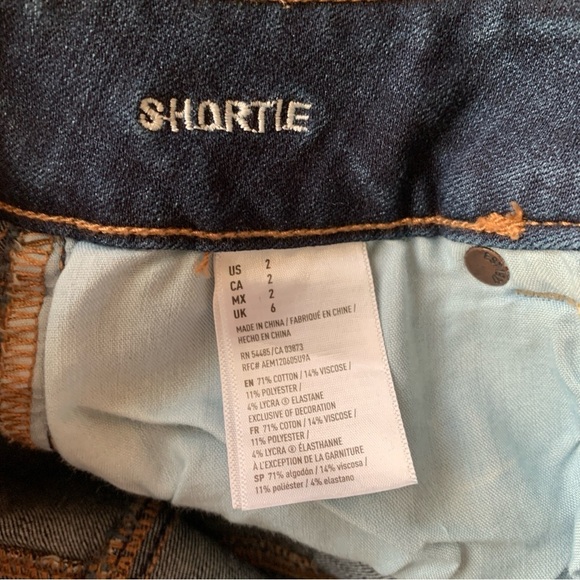 SHORTIE
US 2
CA 2
MX 2
UK 6
MADE IN CHINA / FABRIQUÉ EN CHINE /
HECHO EN CHINA
RN 54485 / CA 03873
RFC# AEM120605U9A
EN 71% COTTON / 14% VISCOSE /
11% POLYESTER /
4% LYCRA ® ELASTANE
EXCLUSIVE OF DECORATION
FR 71% COTON / 14% VISCOSE /
11% POLYESTER /
4% LYCRA ® ÉLASTHANNE
À L'EXCEPTION DE LA GARNITURE
SP 71% algodón / 14% viscosa /
11% poliéster / 4% elastano